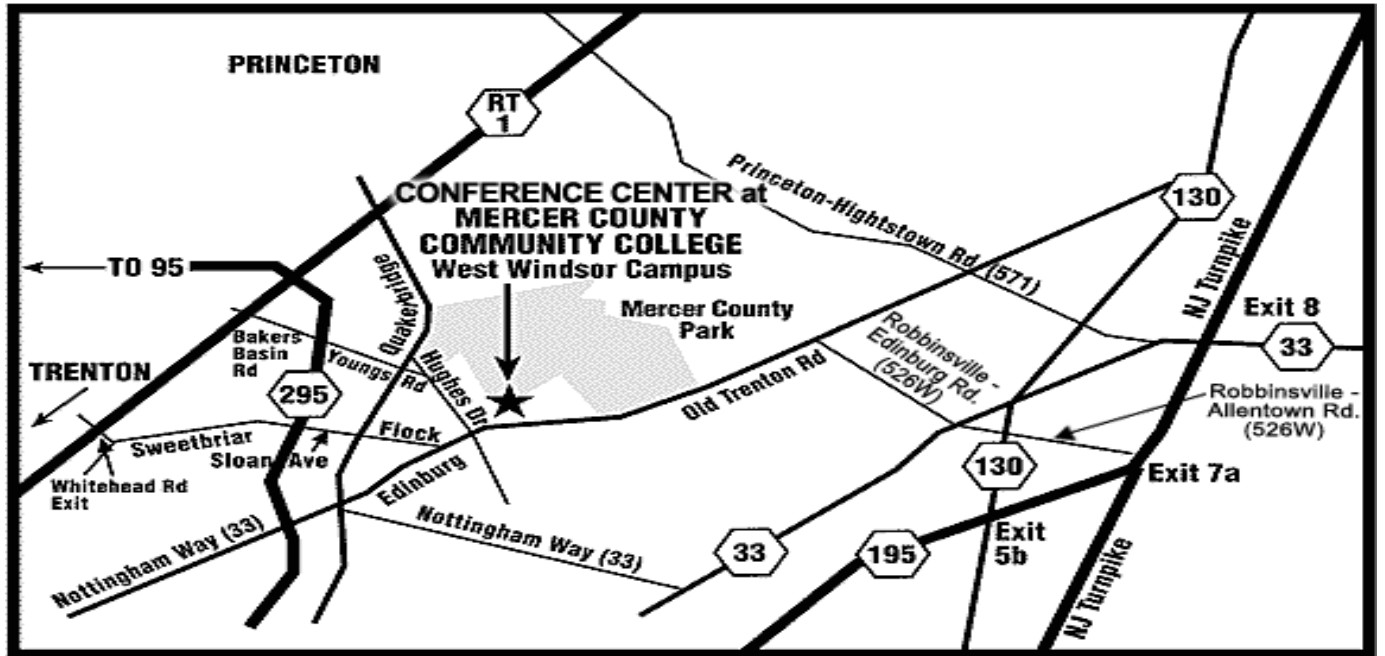 PRINCETON
RT
1
CONFERENCE CENTER at
MERCER COUNTY
COMMUNITY COLLEGE
West Windsor Campus
Princeton-Hightstown Rd. (571)
130
TO 95
Quakerbridge
Mercer County
Park
NJ Turnpike
Exit 8
33
Bakers
Basin
Rd
Youngs Rd
Hughes Dr
TRENTON
295
Old Trenton Rd
Robbinsville -
Edinburg Rd.
(526W)
Robbinsville -
Allentown Rd.
(526W)
Sweetbriar
Sloan Ave
Flock
Whitehead Rd
Exit
Edinburg
130
Exit 7a
Nottingham Way (33)
Nottingham Way (33)
33
195
Exit
5b
NJ Turnpike